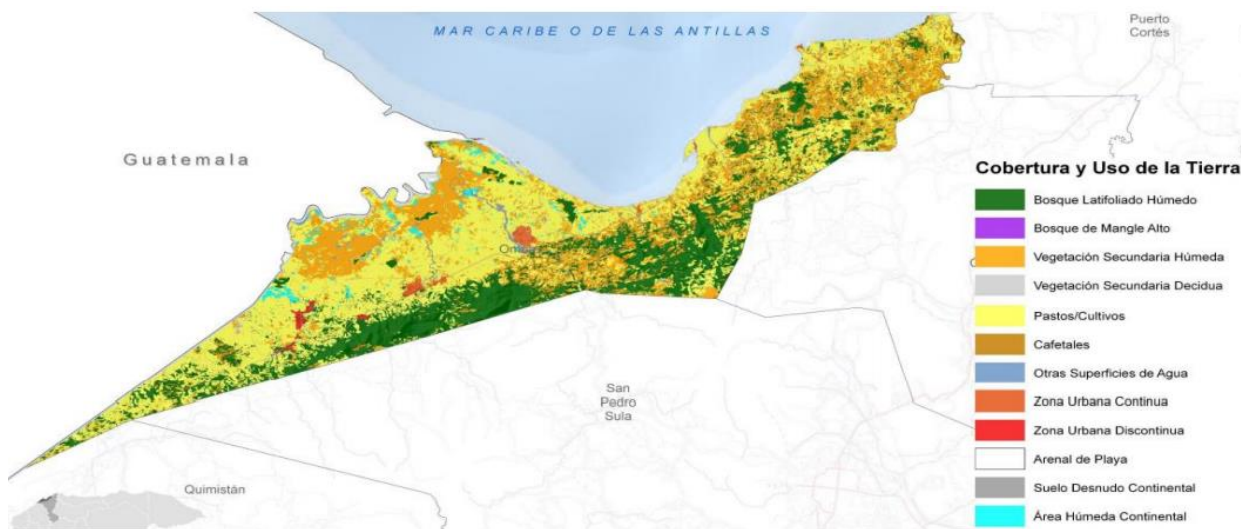 MAR CARIBE O DE LAS ANTILLAS
Puerto
Cortés
Guatemala
Cobertura y Uso de la Tierra
Bosque Latifoliado Húmedo
Bosque de Mangle Alto
Vegetación Secundaria Húmeda
Vegetación Secundaria Decidua
Pastos/Cultivos
Cafetales
Otras Superficies de Agua
Zona Urbana Continua
Zona Urbana Discontinua
Arenal de Playa
Suelo Desnudo Continental
Área Húmeda Continental
San
Pedro
Sula
Quimistán